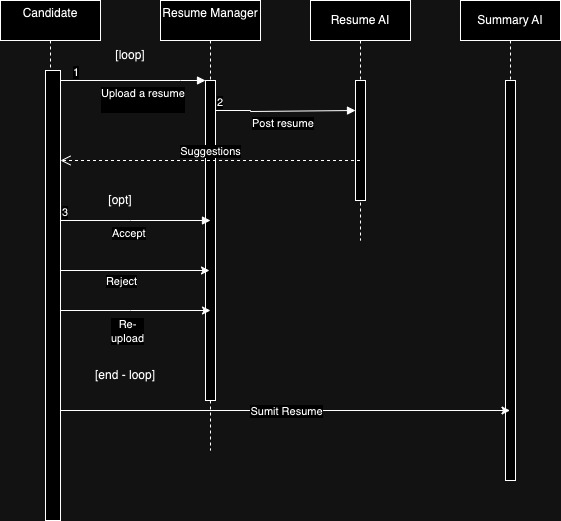 Candidate
Resume Manager
Resume AI
Summary AI
[loop]
1
Upload a resume
2
Post resume
Suggestions
[opt]
3
Accept
Reject
Re-
upload
[end - loop]
Sumit Resume